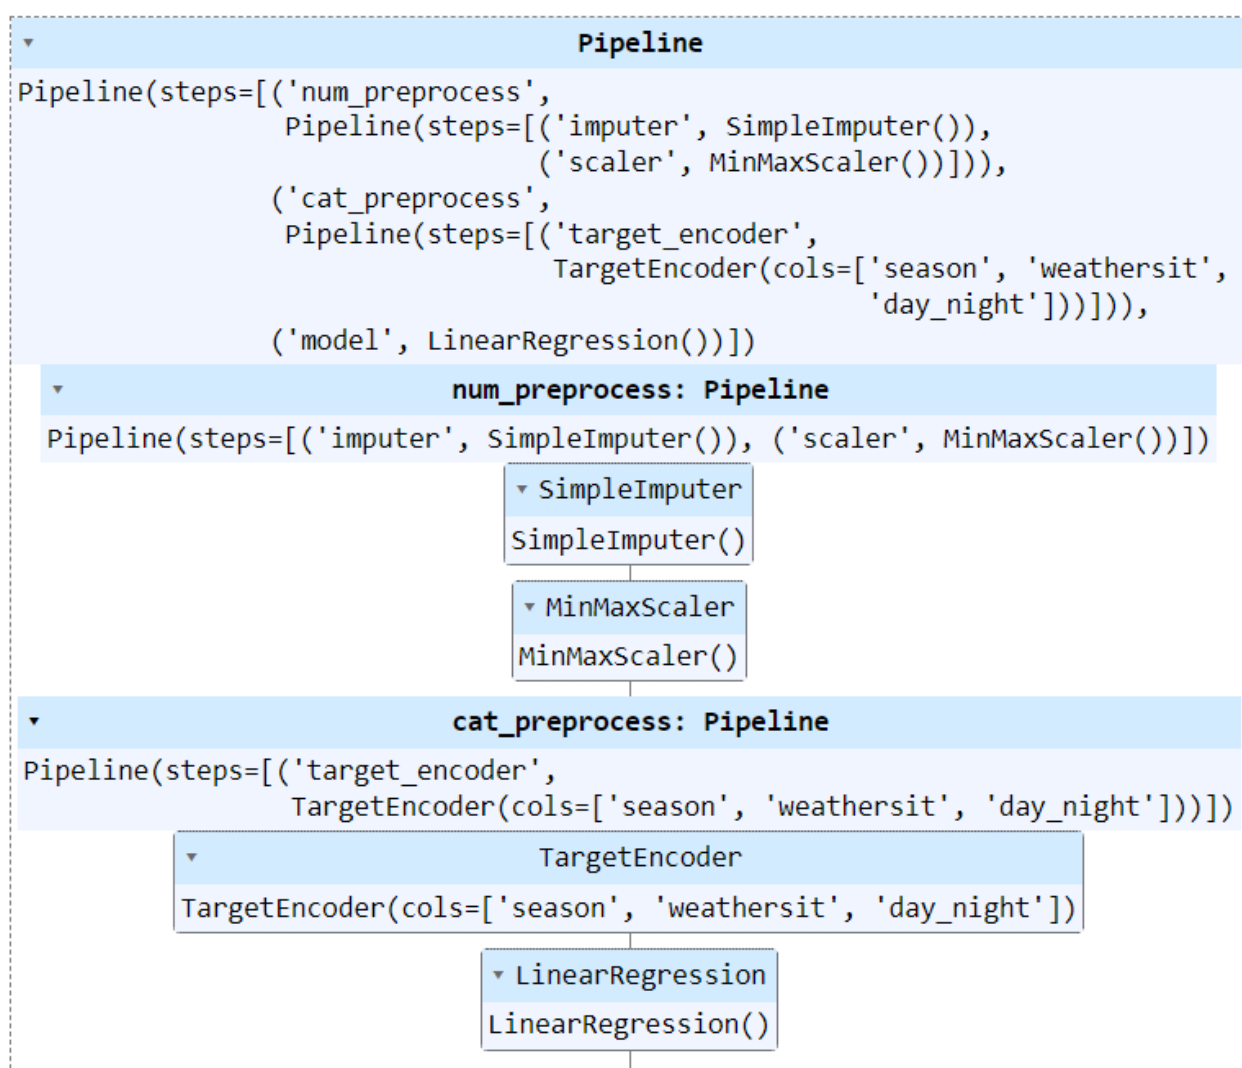 Pipeline
Pipeline(steps=[('num_preprocess',
Pipeline(steps=[('imputer', SimpleImputer()),
('scaler', MinMaxScaler())])),
('cat_preprocess',
Pipeline(steps=[('target_encoder',
TargetEncoder(cols=['season', 'weathersit',
'day_night']))])),
('model', LinearRegression())])
num_preprocess: Pipeline
Pipeline(steps=[('imputer', SimpleImputer()), ('scaler', MinMaxScaler())])
SimpleImputer
SimpleImputer()
MinMaxScaler
MinMaxScaler()
cat_preprocess: Pipeline
Pipeline(steps=[('target_encoder',
TargetEncoder(cols=['season', 'weathersit', 'day_night']))])
TargetEncoder
TargetEncoder(cols=['season', 'weathersit', 'day_night'])
LinearRegression
LinearRegression()